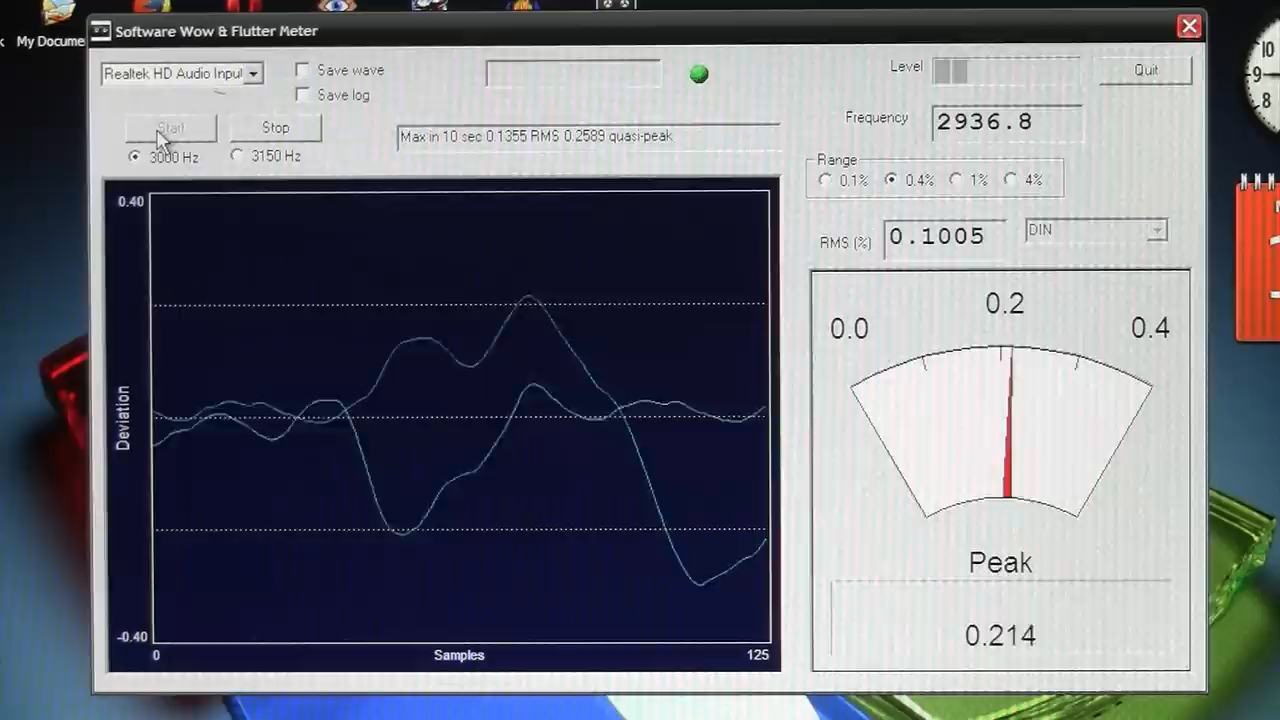 My Docume
Software Wow & Flutter Meter
Realtek HD Audio Input
Save wave
Save log
Level
Quit
Start
Stop
Frequency
2936.8
3000 Hz
3150 Hz
Max in 10 sec 0.1355 RMS 0.2589 quasi-peak
Range
0.1%
0.4%
1%
4%
RMS (%)
0.1005
DIN
0.40
Deviation
-0.40
0
Samples
125
0.0
0.2
0.4
Peak
0.214
10
9
8